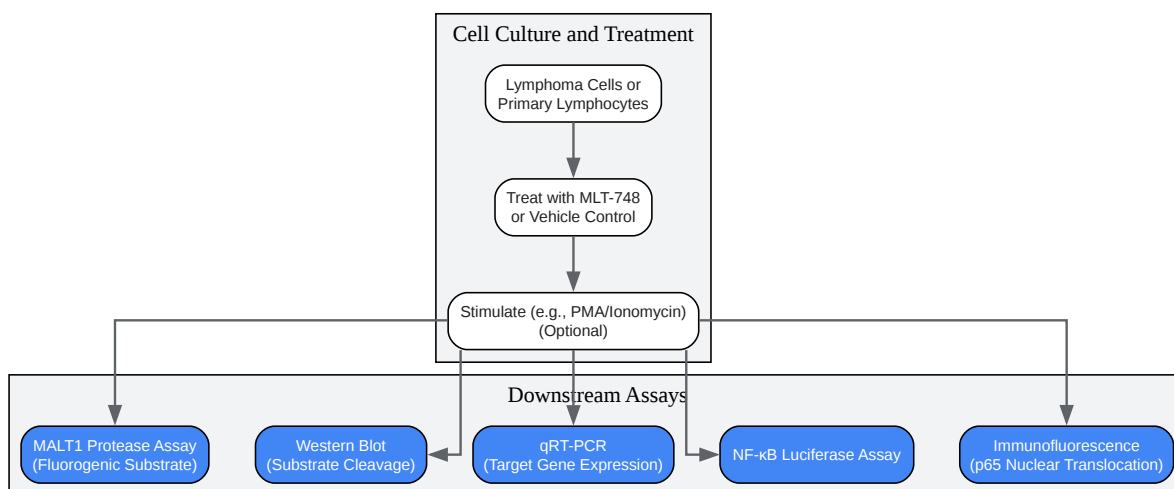 Cell Culture and Treatment
Lymphoma Cells or
Primary Lymphocytes
Treat with MLT-748
or Vehicle Control
Stimulate (e.g., PMA/Ionomycin)
(Optional)
Downstream Assays
MALT1 Protease Assay
(Fluorogenic Substrate)
Western Blot
(Substrate Cleavage)
qRT-PCR
(Target Gene Expression)
NF-κB Luciferase Assay
Immunofluorescence
(p65 Nuclear Translocation)